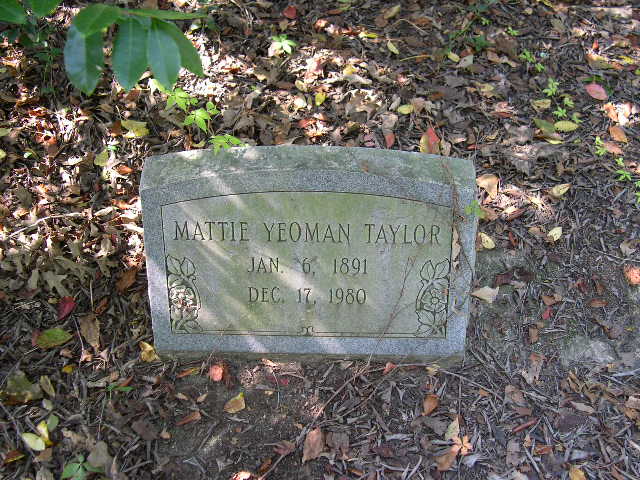 MATTIE YEOMAN TAYLOR
JAN. 6, 1891
DEC. 17, 1980